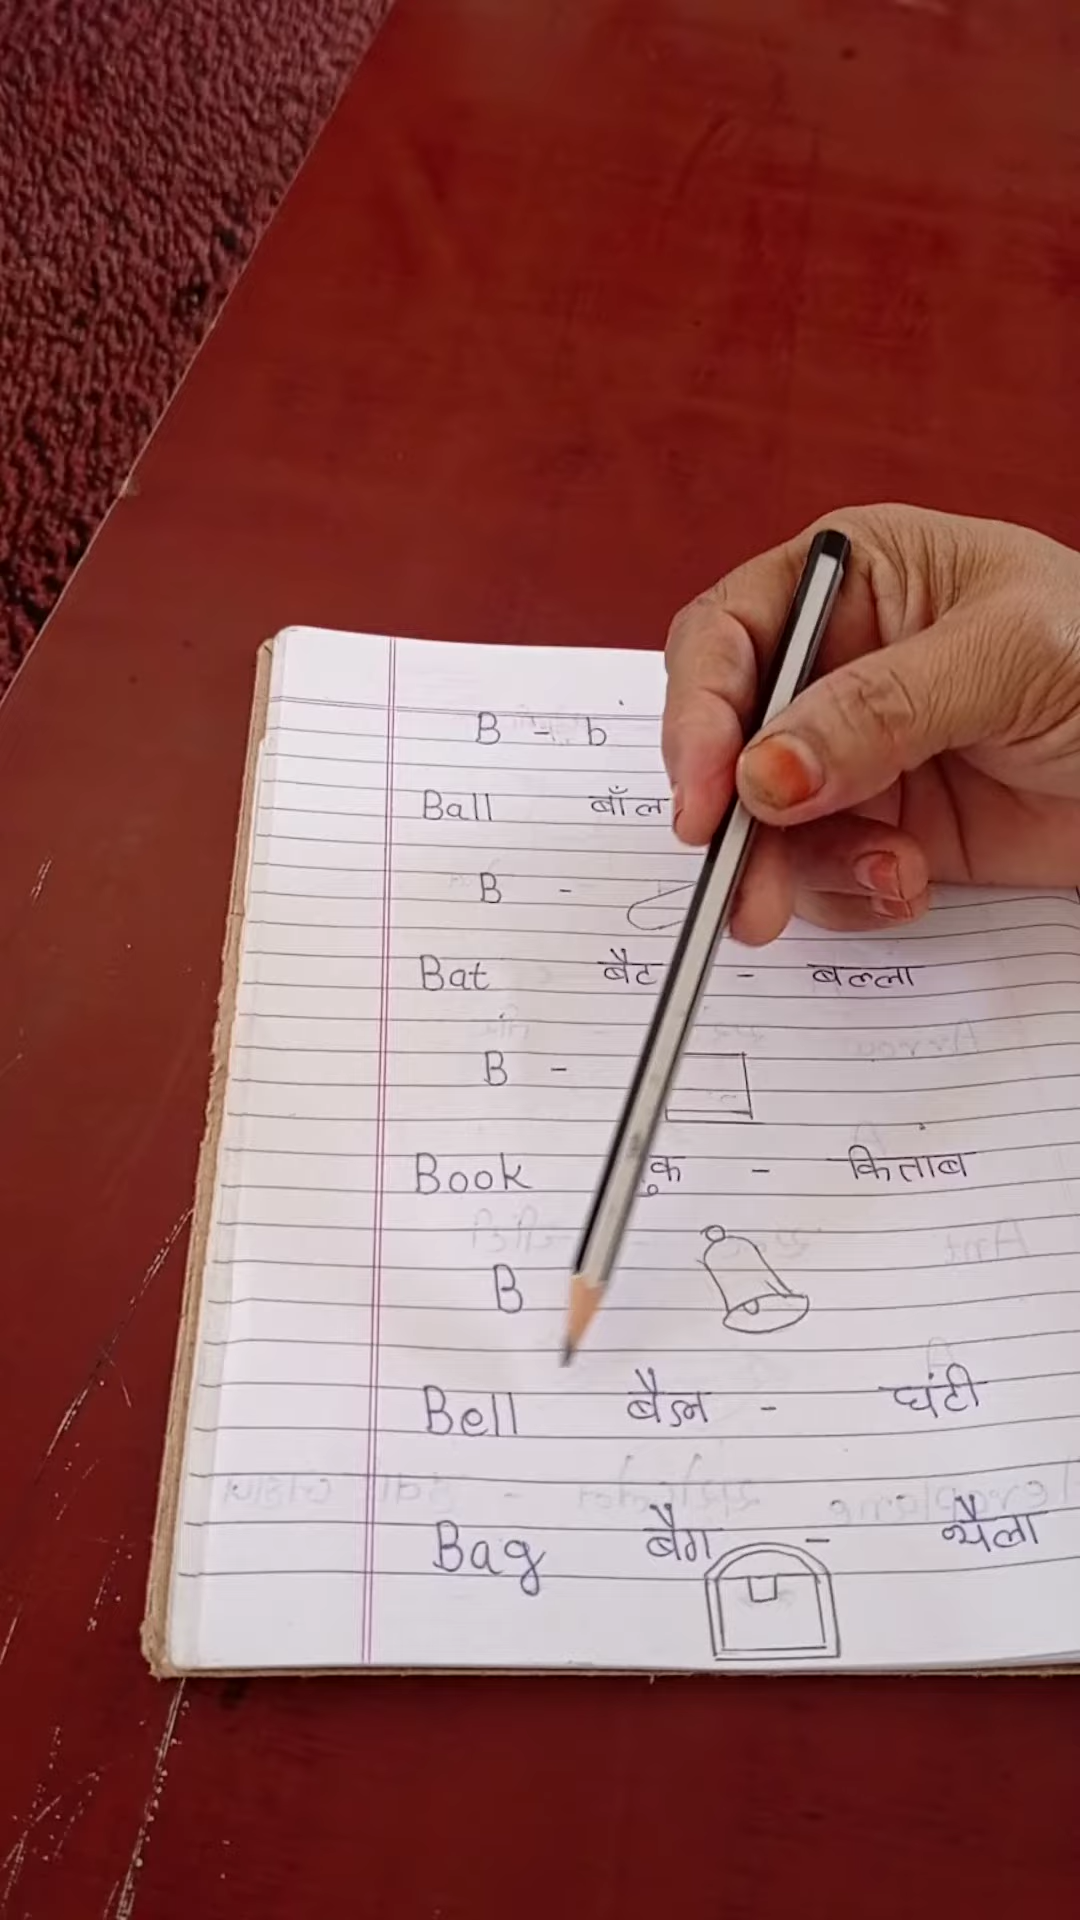 B - b
Ball बॉल
B -
Bat बैट - बल्ला
B -
Book - किताब
B
Bell बैल - घंटी
Bag बैग - थैला